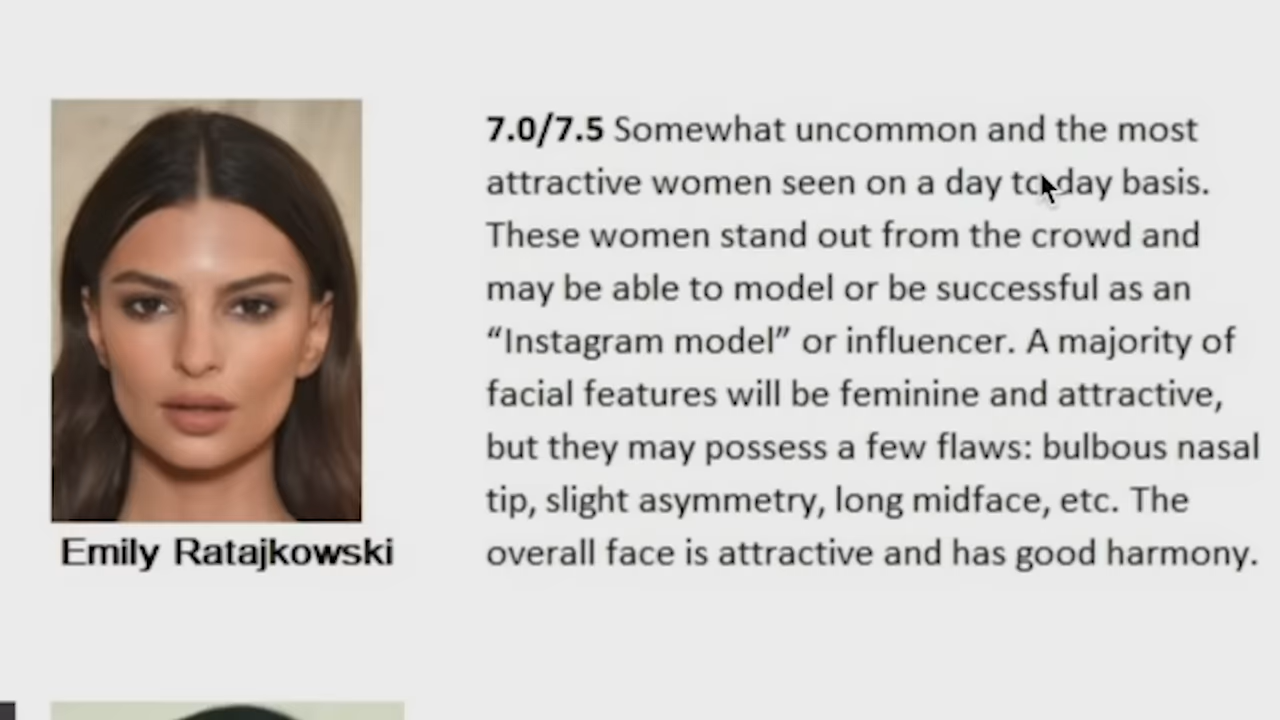 7.0/7.5 Somewhat uncommon and the most
attractive women seen on a day to day basis.
These women stand out from the crowd and
may be able to model or be successful as an
“Instagram model” or influencer. A majority of
facial features will be feminine and attractive,
but they may possess a few flaws: bulbous nasal
tip, slight asymmetry, long midface, etc. The
overall face is attractive and has good harmony.
Emily Ratajkowski